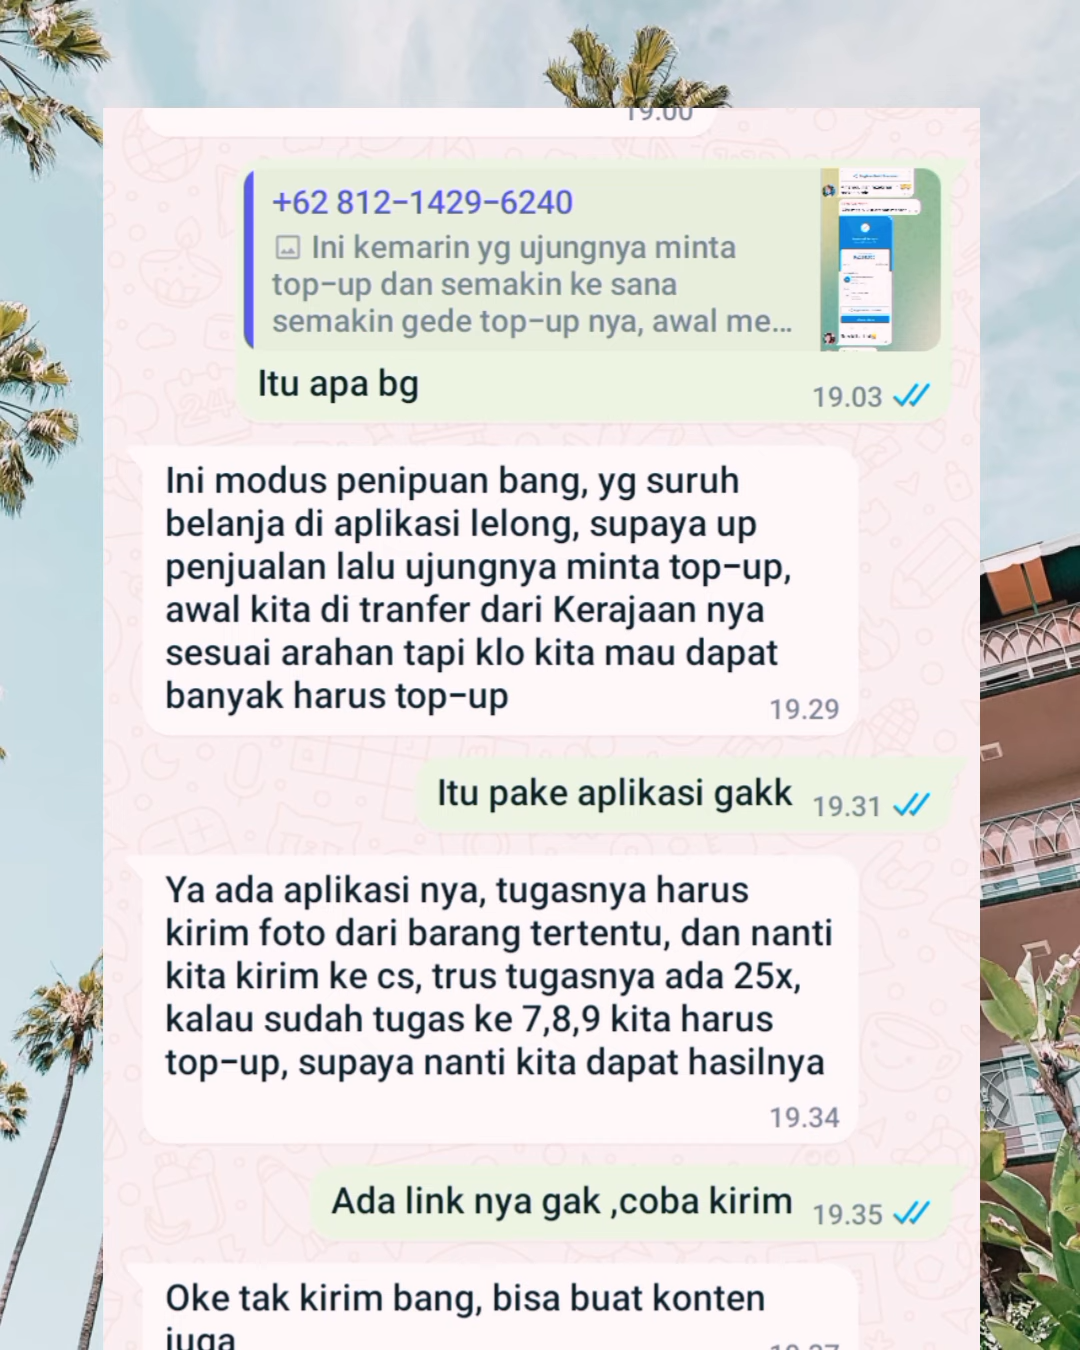 19.00
+62 812-1429-6240
Ini kemarin yg ujungnya minta
top-up dan semakin ke sana
semakin gede top-up nya, awal me...
Itu apa bg
19.03
Ini modus penipuan bang, yg suruh
belanja di aplikasi lelong, supaya up
penjualan lalu ujungnya minta top-up,
awal kita di tranfer dari Kerajaan nya
sesuai arahan tapi klo kita mau dapat
banyak harus top-up
19.29
Itu pake aplikasi gakk
19.31
Ya ada aplikasi nya, tugasnya harus
kirim foto dari barang tertentu, dan nanti
kita kirim ke cs, trus tugasnya ada 25x,
kalau sudah tugas ke 7,8,9 kita harus
top-up, supaya nanti kita dapat hasilnya
19.34
Ada link nya gak ,coba kirim
19.35
Oke tak kirim bang, bisa buat konten
juga